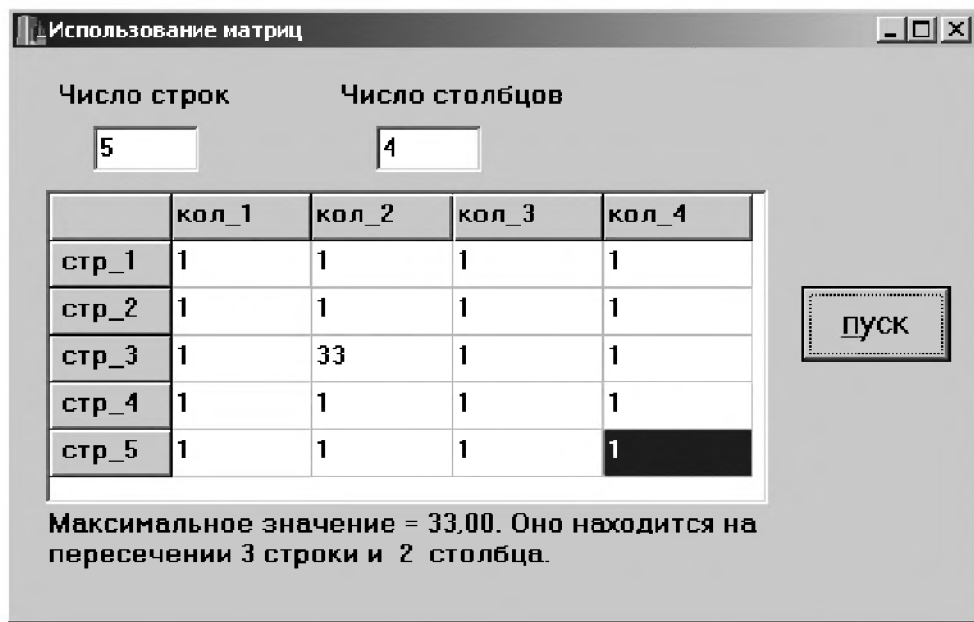 Использование матриц
Число строк Число столбцов
5 4
кол_1 кол_2 кол_3 кол_4
стр_1 1 1 1 1
стр_2 1 1 1 1
стр_3 1 33 1 1
стр_4 1 1 1 1
стр_5 1 1 1 1
пуск
Максимальное значение = 33,00. Оно находится на
пересечении 3 строки и 2 столбца.